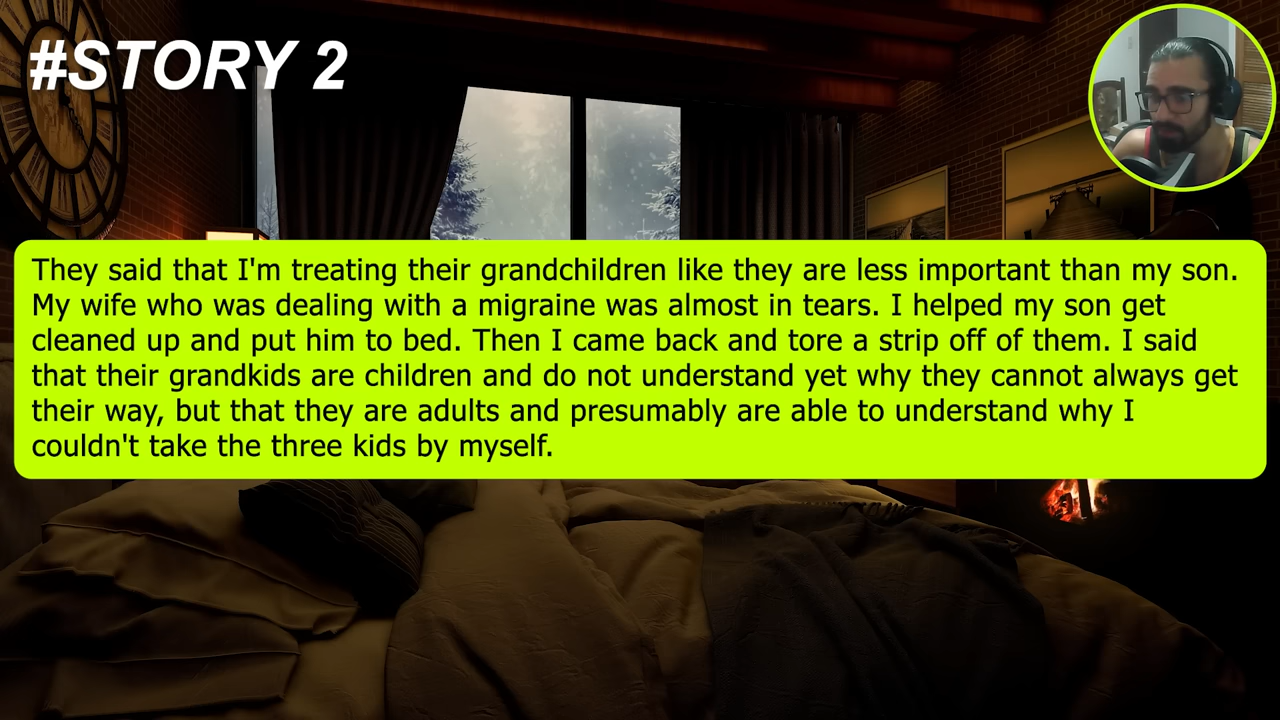 #STORY 2
They said that I'm treating their grandchildren like they are less important than my son.
My wife who was dealing with a migraine was almost in tears. I helped my son get
cleaned up and put him to bed. Then I came back and tore a strip off of them. I said
that their grandkids are children and do not understand yet why they cannot always get
their way, but that they are adults and presumably are able to understand why I
couldn't take the three kids by myself.